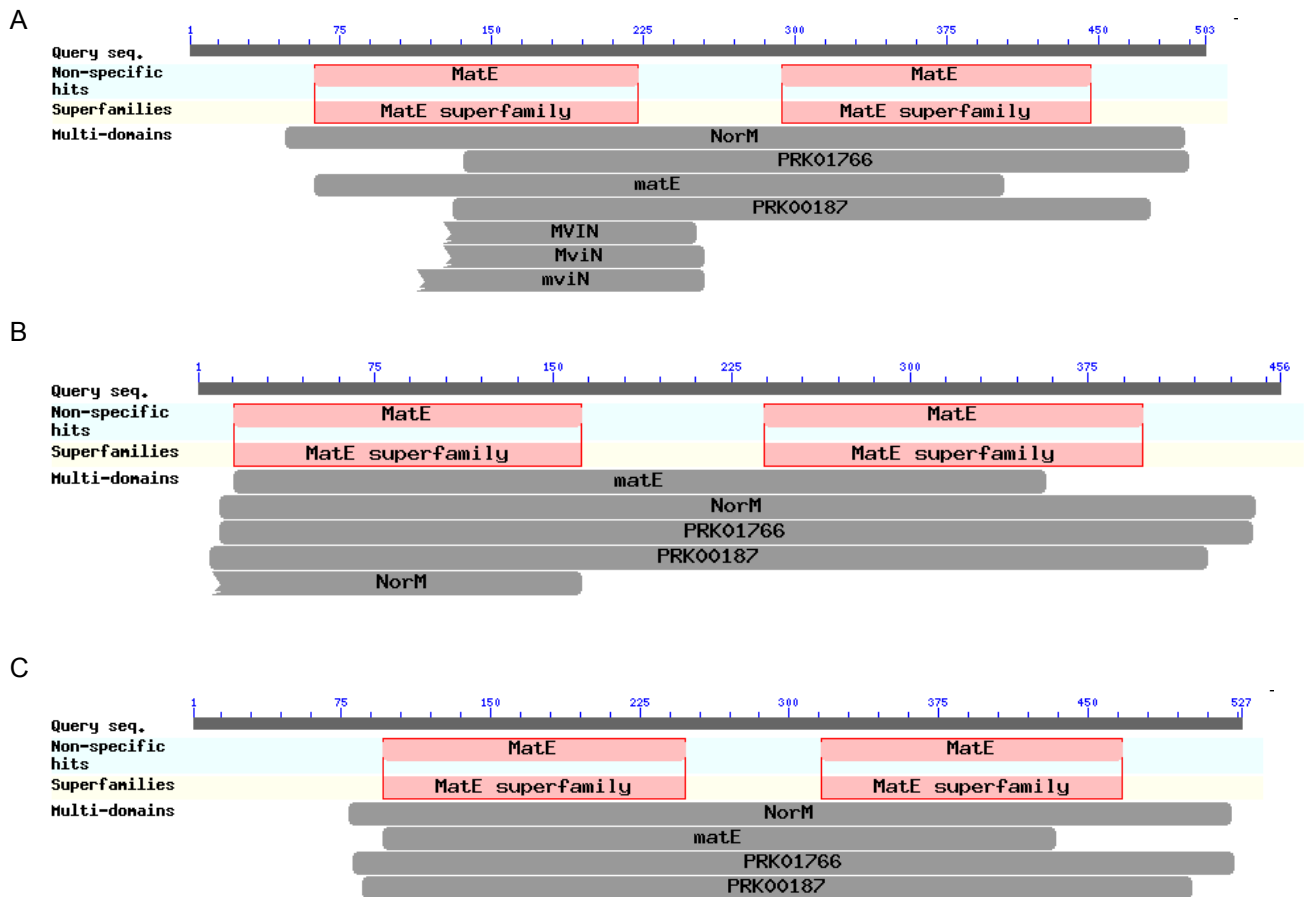 A
1 75 150 225 300 375 450 503
Query seq.
Non-specific MatE MatE
hits
Superfamilies MatE superfamily MatE superfamily
Multi-domains NorM
PRK01766
matE
PRK00187
MVIN
MviN
mviN
B
1 75 150 225 300 375 456
Query seq.
Non-specific MatE MatE
hits
Superfamilies MatE superfamily MatE superfamily
Multi-domains matE
NorM
PRK01766
PRK00187
NorM
C
1 75 150 225 300 375 450 527
Query seq.
Non-specific MatE MatE
hits
Superfamilies MatE superfamily MatE superfamily
Multi-domains NorM
matE
PRK01766
PRK00187